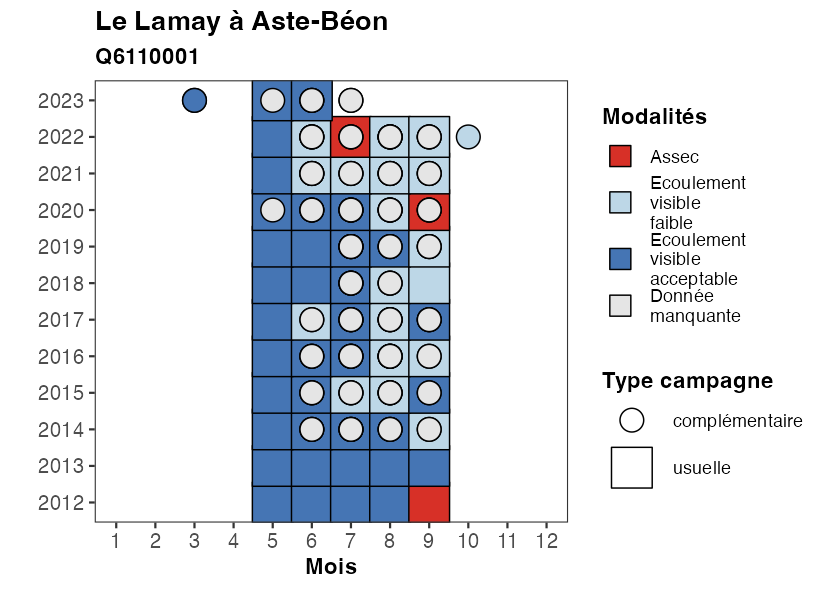 Le Lamay à Aste-Béon
Q6110001
2023
2022
2021
2020
2019
2018
2017
2016
2015
2014
2013
2012
1 2 3 4 5 6 7 8 9 10 11 12
Mois
Modalités
Assec
Ecoulement
visible
faible
Ecoulement
visible
acceptable
Donnée
manquante
Type campagne
complémentaire
usuelle